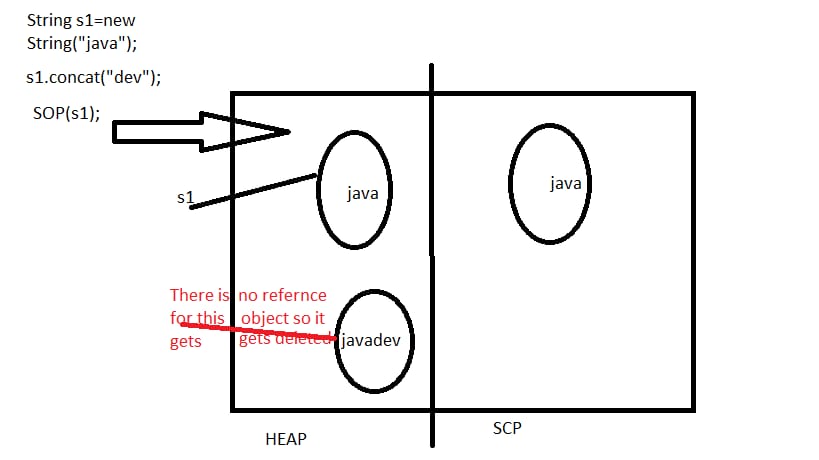 String s1=new
String("java");
s1.concat("dev");
SOP(s1);
java
java
s1
There is no refernce
for this object so it
gets gets deleted
javadev
HEAP
SCP